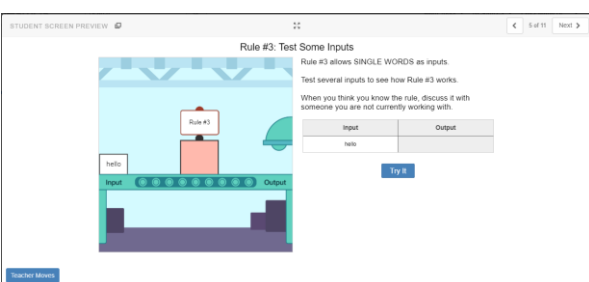 STUDENT SCREEN PREVIEW
5 of 11
Next
Rule #3: Test Some Inputs
Rule #3 allows SINGLE WORDS as inputs.
Test several inputs to see how Rule #3 works.
When you think you know the rule, discuss it with
someone you are not currently working with.
Rule #3
Input Output
hello
hello
Input Output
Try It
Teacher Moves